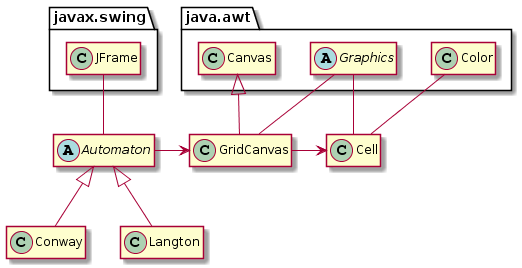 javax.swing
java.awt
C JFrame
C Canvas
A Graphics
C Color
A Automaton
C GridCanvas
C Cell
C Conway
C Langton